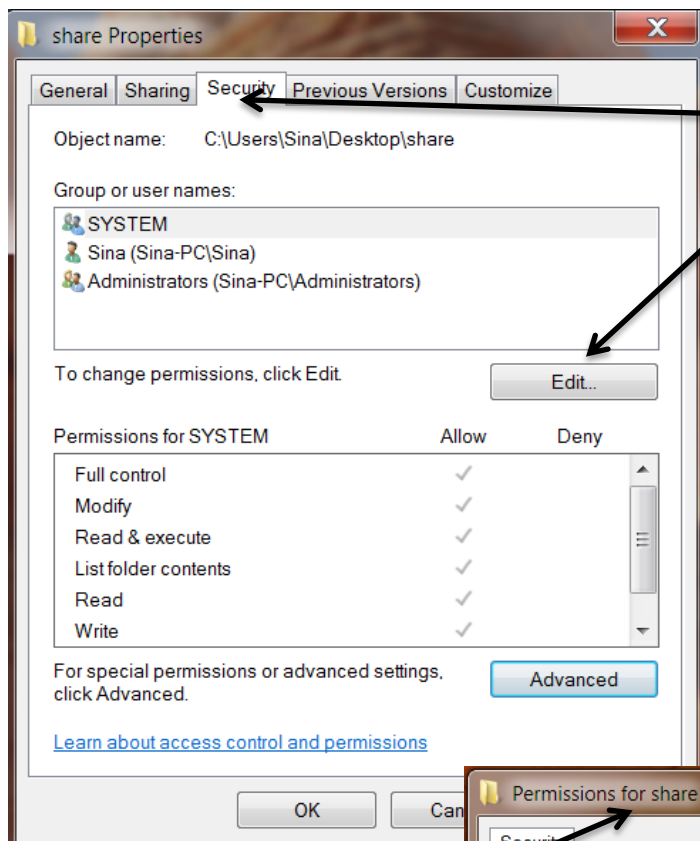 share Properties
X
General Sharing Security Previous Versions Customize
Object name: C:\Users\Sina\Desktop\share
Group or user names:
SYSTEM
Sina (Sina-PC\Sina)
Administrators (Sina-PC\Administrators)
To change permissions, click Edit.
Edit...
Permissions for SYSTEM Allow Deny
Full control
Modify
Read & execute
List folder contents
Read
Write
For special permissions or advanced settings,
click Advanced.
Advanced
Learn about access control and permissions
OK Can
Permissions for share
Security